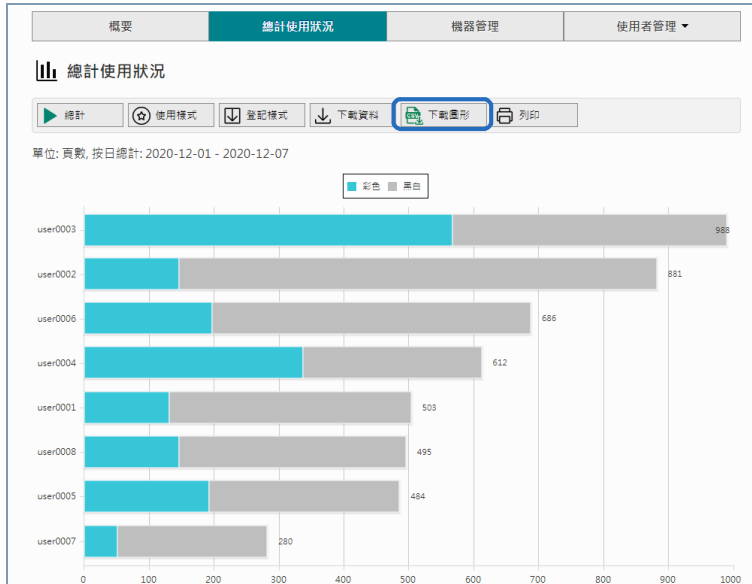 概要 總計使用狀況 機器管理 使用者管理
總計使用狀況
總計 使用樣式 登記樣式 下載資料 CSV 下載圖形 列印
單位: 頁數, 按日總計: 2020-12-01 - 2020-12-07
彩色 黑白
user0003 988
user0002 881
user0006 686
user0004 612
user0001 503
user0008 495
user0005 484
user0007 280
0 100 200 300 400 500 600 700 800 900 1000